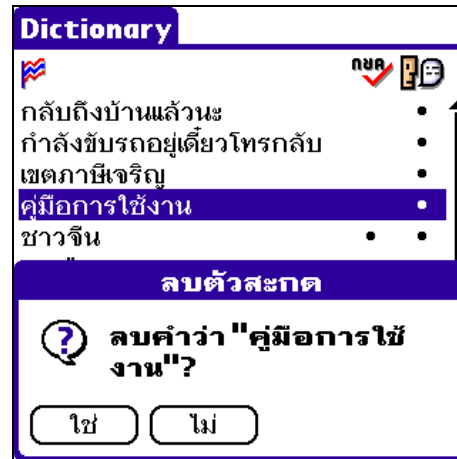 Dictionary
กขค
กลับถึงบ้านแล้วนะ
กำลังขับรถอยู่เดี๋ยวโทรกลับ
เขตภาษีเจริญ
คู่มือการใช้งาน
ชาวจีน
ลบตัวสะกด
ลบคำว่า "คู่มือการใช้
งาน"?
ใช่
ไม่